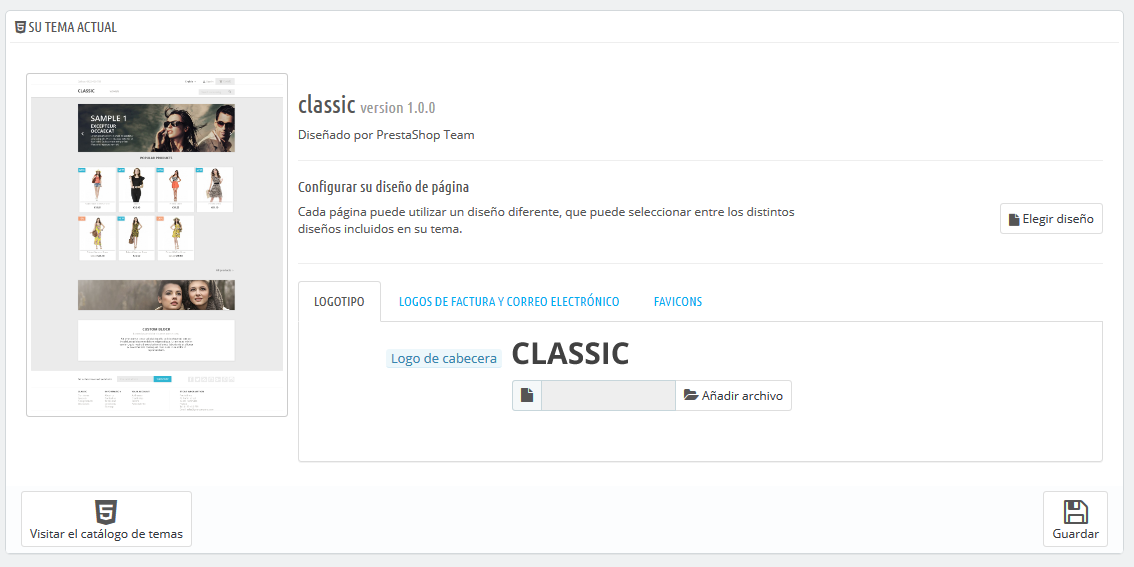 SU TEMA ACTUAL
CLASSIC
SAMPLE 1
EXCEPTEUR
OCCAECAT
POPULAR PRODUCTS
CUSTOM BLOCK
classic version 1.0.0
Diseñado por PrestaShop Team
Configurar su diseño de página
Cada página puede utilizar un diseño diferente, que puede seleccionar entre los distintos
diseños incluidos en su tema.
Elegir diseño
LOGOTIPO
LOGOS DE FACTURA Y CORREO ELECTRÓNICO
FAVICONS
Logo de cabecera
CLASSIC
Añadir archivo
Visitar el catálogo de temas
Guardar